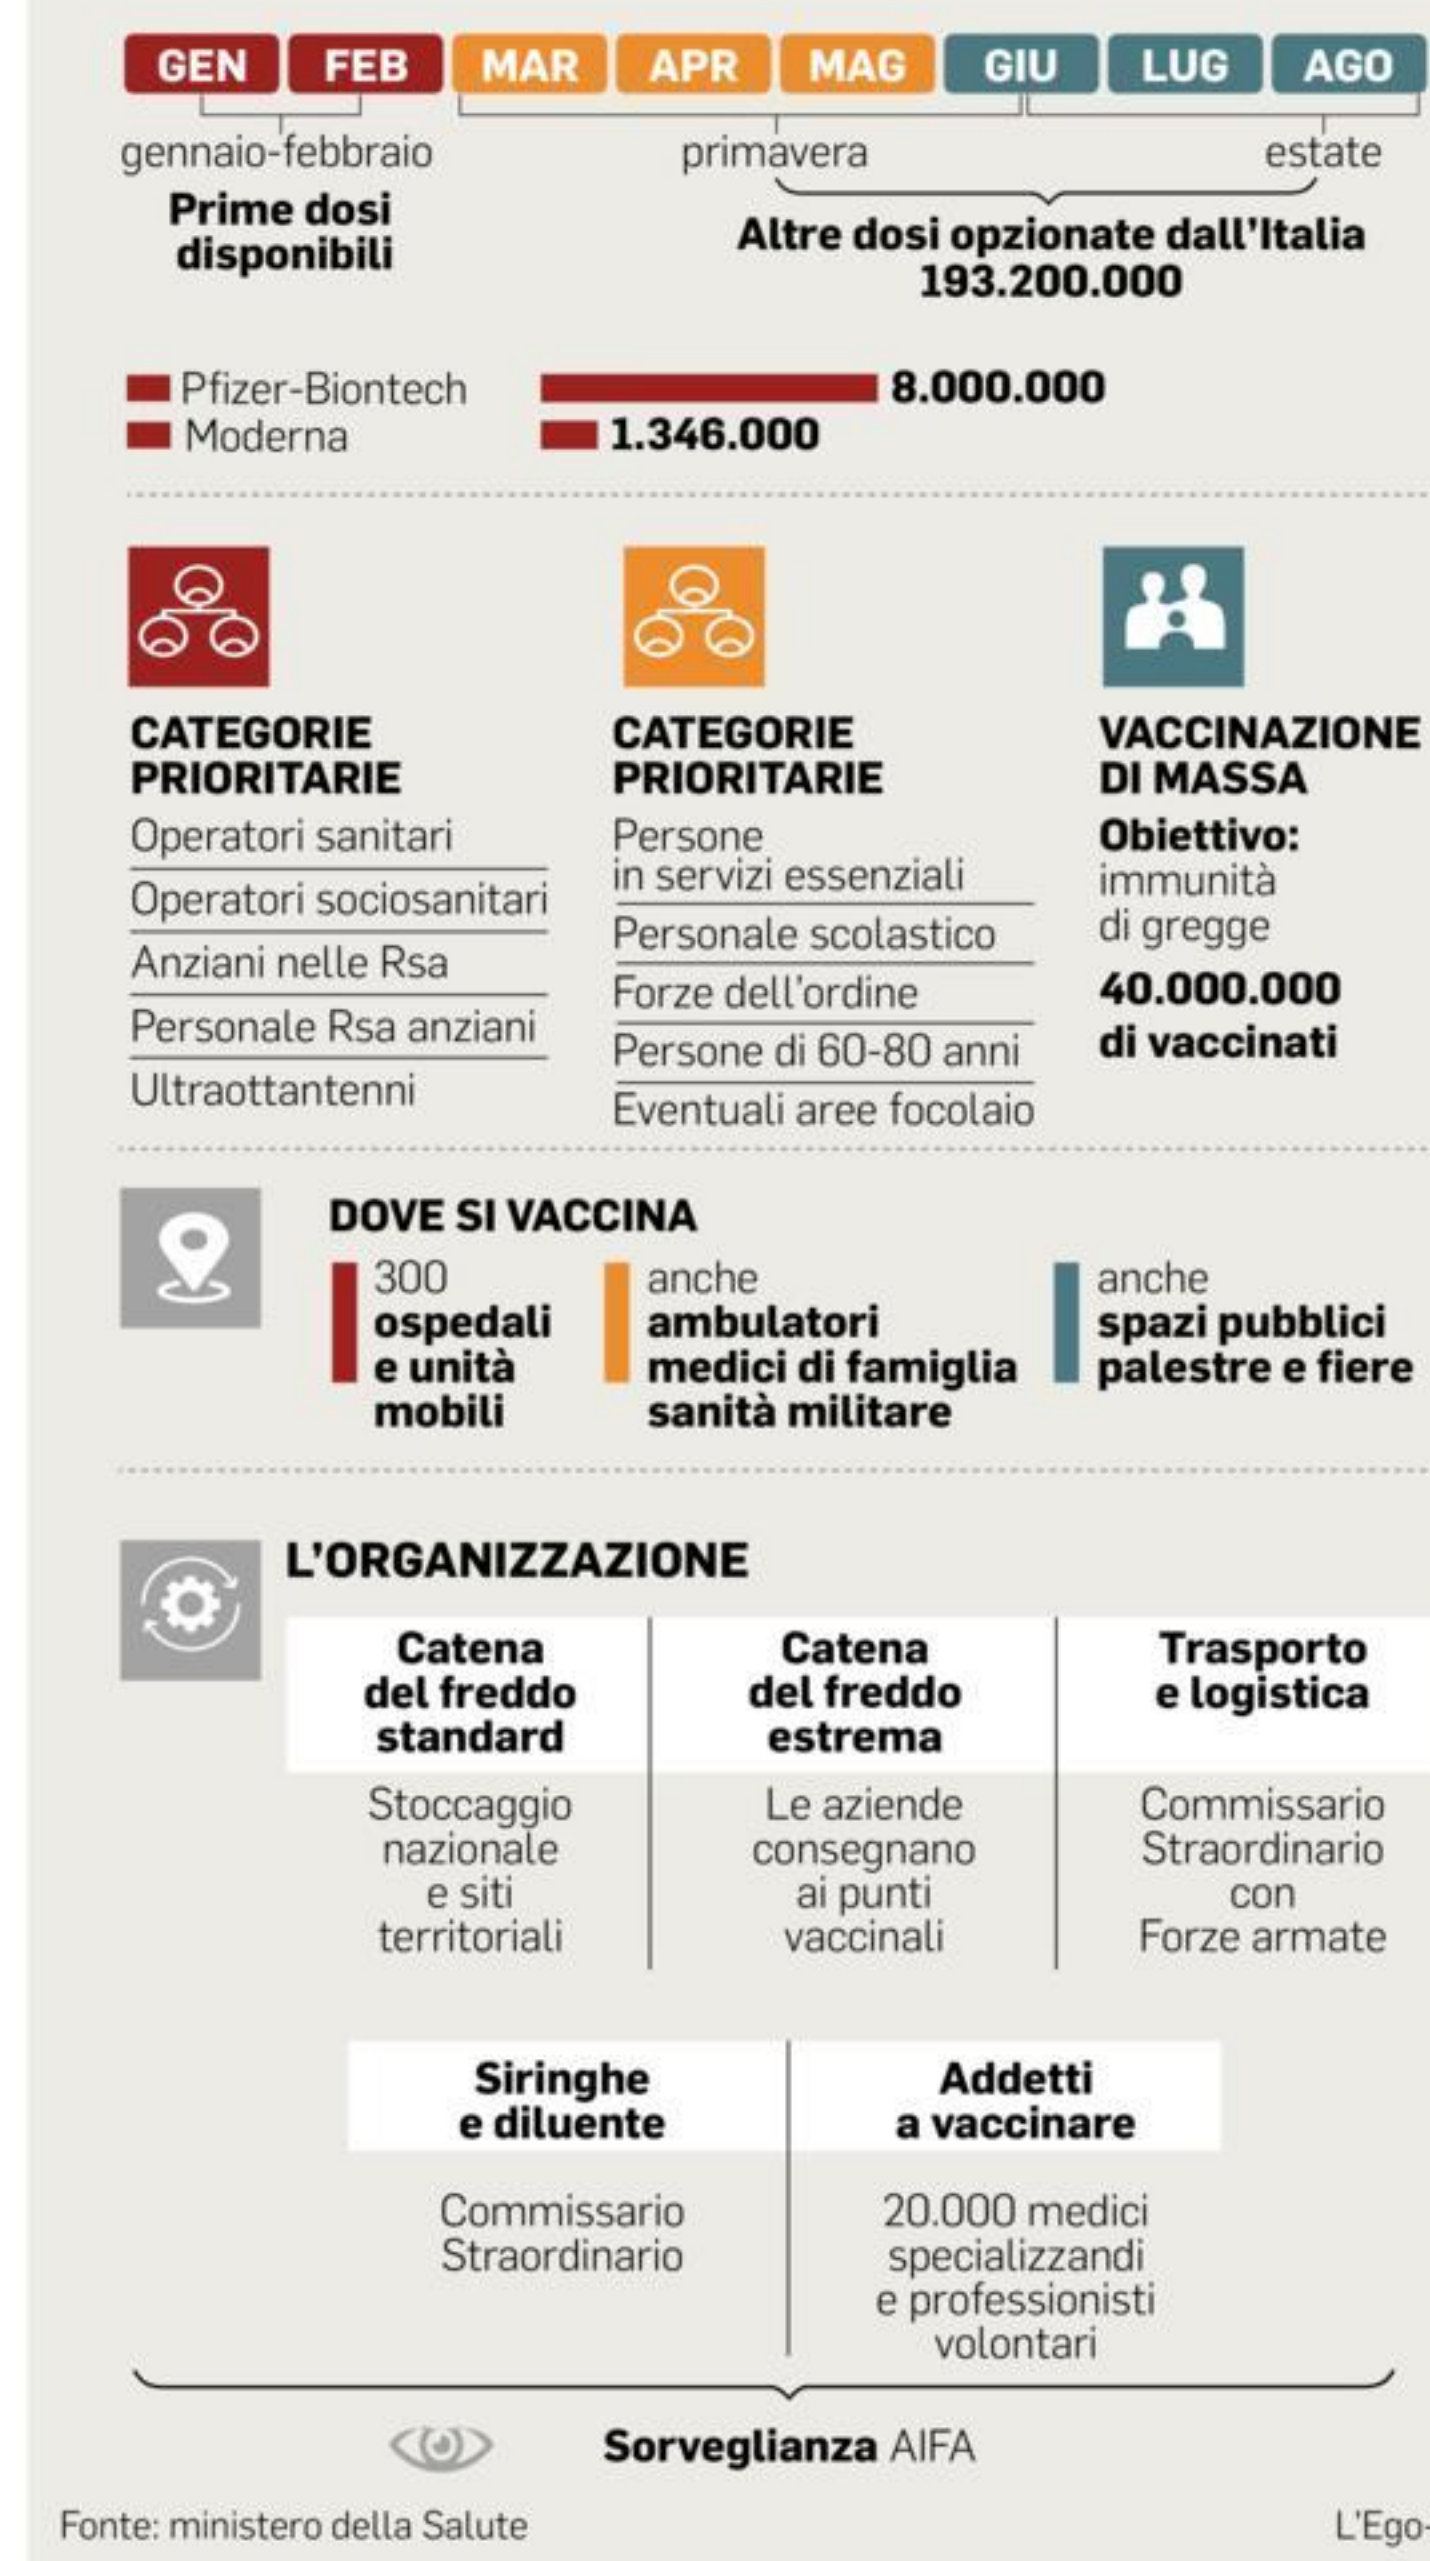 GEN FEB MAR APR MAG GIU LUG AGO
gennaio-febbraio primavera estate
Prime dosi
disponibili
Altre dosi opzionate dall'Italia
193.200.000
Pfizer-Biontech 8.000.000
Moderna 1.346.000
CATEGORIE
PRIORITARIE
Operatori sanitari
Operatori sociosanitari
Anziani nelle Rsa
Personale Rsa anziani
Ultraottantenni
CATEGORIE
PRIORITARIE
Persone
in servizi essenziali
Personale scolastico
Forze dell'ordine
Persone di 60-80 anni
Eventuali aree focolaio
VACCINAZIONE
DI MASSA
Obiettivo:
immunità
di gregge
40.000.000
di vaccinati
DOVE SI VACCINA
300
ospedali
e unità
mobili
anche
ambulatori
medici di famiglia
sanità militare
anche
spazi pubblici
palestre e fiere
L'ORGANIZZAZIONE
Catena
del freddo
standard
Stoccaggio
nazionale
e siti
territoriali
Catena
del freddo
estrema
Le aziende
consegnano
ai punti
vaccinali
Trasporto
e logistica
Commissario
Straordinario
con
Forze armate
Siringhe
e diluente
Commissario
Straordinario
Addetti
a vaccinare
20.000 medici
specializzandi
e professionisti
volontari
Sorveglianza AIFA
Fonte: ministero della Salute
L'Ego-